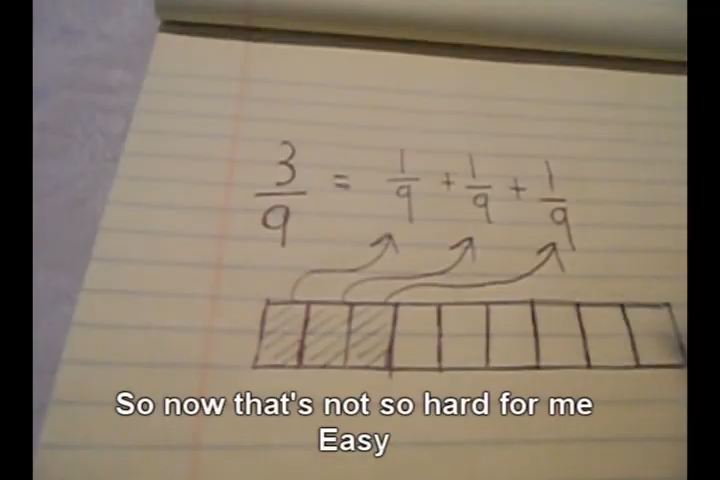 3/9 = 1/9 + 1/9 + 1/9
So now that's not so hard for me
Easy